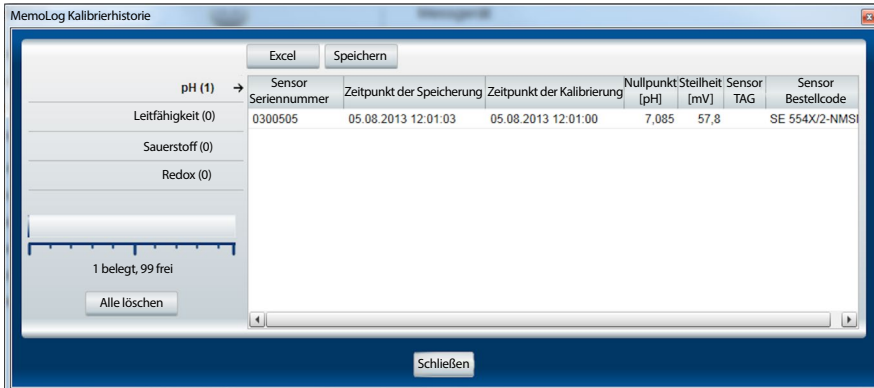 MemoLog Kalibrierhistorie
Excel Speichern
pH (1)
Leitfähigkeit (0)
Sauerstoff (0)
Redox (0)
1 belegt, 99 frei
Alle löschen
Sensor Seriennummer Zeitpunkt der Speicherung Zeitpunkt der Kalibrierung Nullpunkt [pH] Steilheit [mV] Sensor TAG Sensor Bestellcode
0300505 05.08.2013 12:01:03 05.08.2013 12:01:00 7,085 57,8 SE 554X/2-NMSI
Schließen